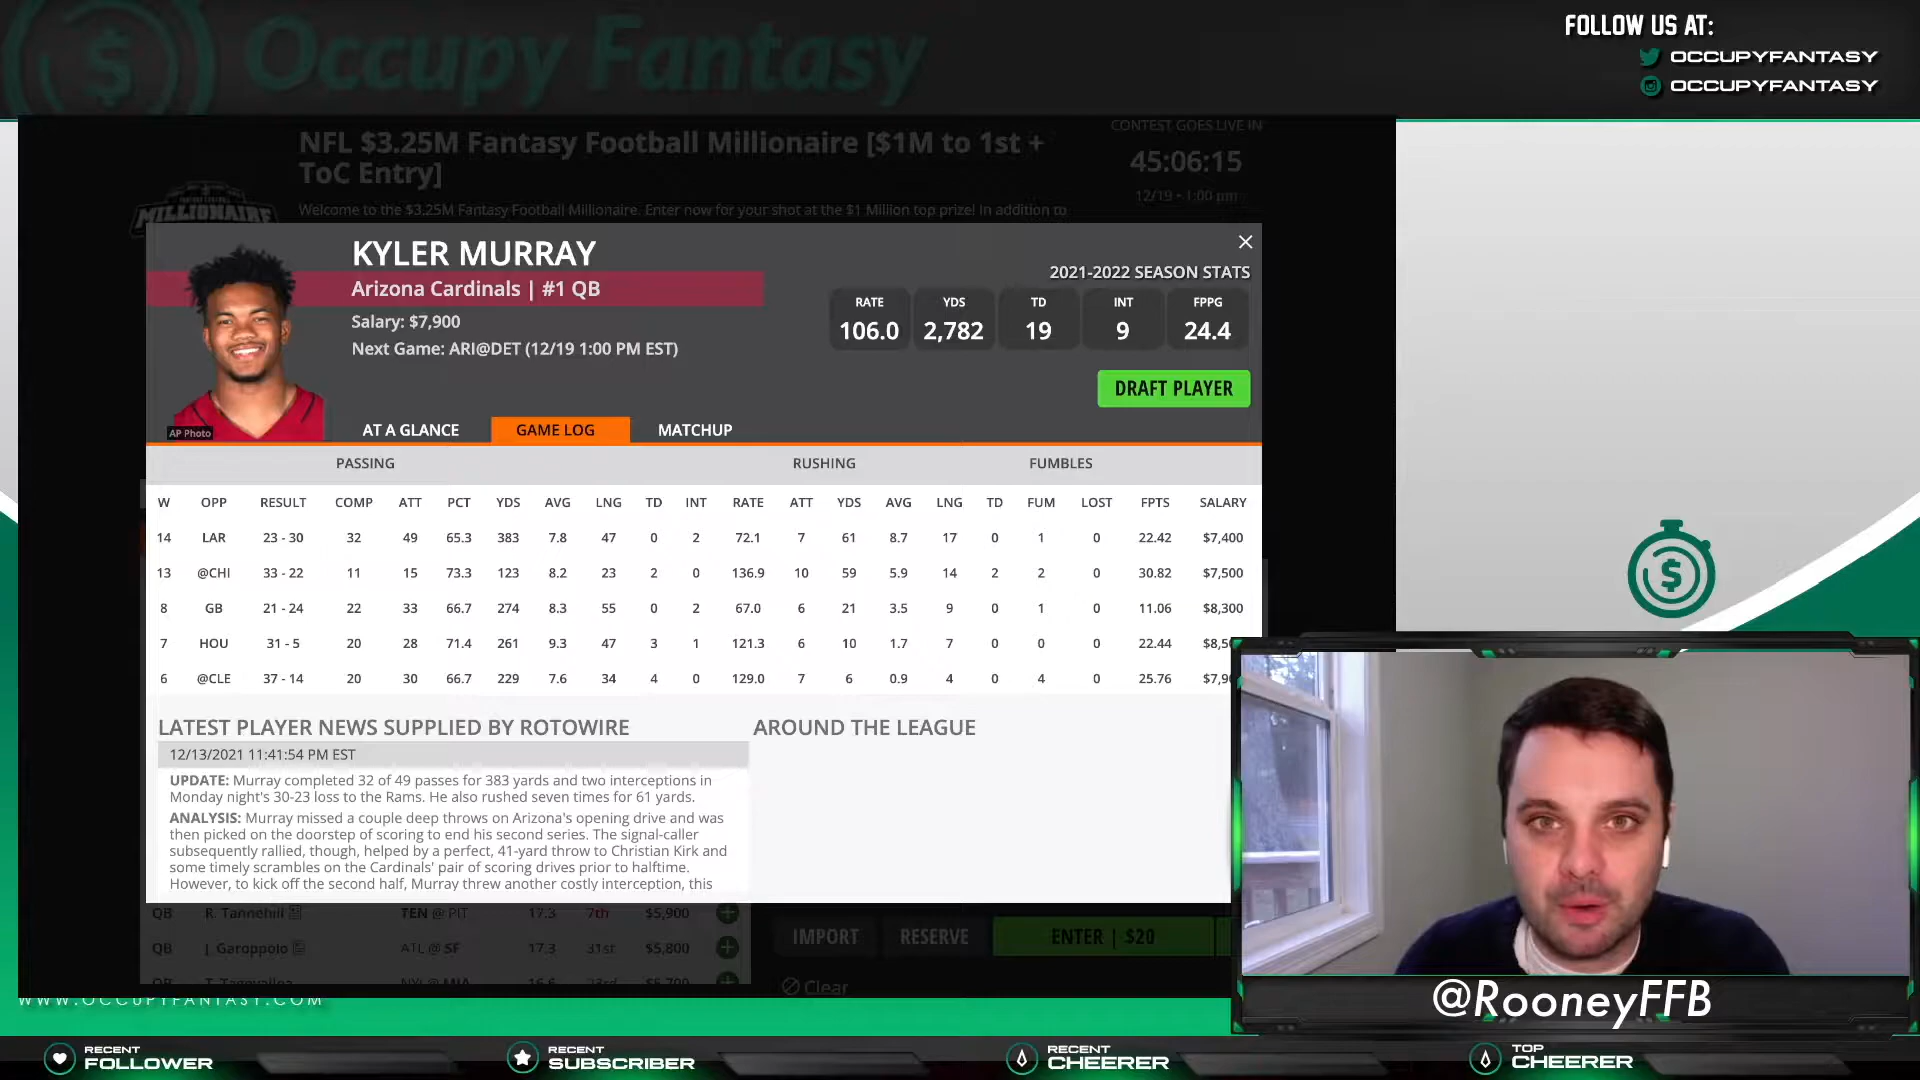 Occupy Fantasy
FOLLOW US AT:
OCCUPYFANTASY
OCCUPYFANTASY
NFL $3.25M Fantasy Football Millionaire [$1M to 1st +
ToC Entry]
CONTEST GOES LIVE IN
45:06:15
12/19 • 1:00 pm
MILLIONAIRE
Welcome to the $3.25M Fantasy Football Millionaire. Enter now for your shot at the $1 Million top prize! In addition to
KYLER MURRAY
Arizona Cardinals | #1 QB
Salary: $7,900
Next Game: ARI@DET (12/19 1:00 PM EST)
2021-2022 SEASON STATS
RATE YDS TD INT FPPG
106.0 2,782 19 9 24.4
DRAFT PLAYER
AP Photo
AT A GLANCE GAME LOG MATCHUP
PASSING RUSHING FUMBLES
W OPP RESULT COMP ATT PCT YDS AVG LNG TD INT RATE ATT YDS AVG LNG TD FUM LOST FPTS SALARY
14 LAR 23 - 30 32 49 65.3 383 7.8 47 0 2 72.1 7 61 8.7 17 0 1 0 22.42 $7,400
13 @CHI 33 - 22 11 15 73.3 123 8.2 23 2 0 136.9 10 59 5.9 14 2 2 0 30.82 $7,500
8 GB 21 - 24 22 33 66.7 274 8.3 55 0 2 67.0 6 21 3.5 9 0 1 0 11.06 $8,300
7 HOU 31 - 5 20 28 71.4 261 9.3 47 3 1 121.3 6 10 1.7 7 0 0 0 22.44 $8,5
6 @CLE 37 - 14 20 30 66.7 229 7.6 34 4 0 129.0 7 6 0.9 4 0 4 0 25.76 $7,9
LATEST PLAYER NEWS SUPPLIED BY ROTOWIRE
AROUND THE LEAGUE
12/13/2021 11:41:54 PM EST
UPDATE: Murray completed 32 of 49 passes for 383 yards and two interceptions in
Monday night's 30-23 loss to the Rams. He also rushed seven times for 61 yards.
ANALYSIS: Murray missed a couple deep throws on Arizona's opening drive and was
then picked on the doorstep of scoring to end his second series. The signal-caller
subsequently rallied, though, helped by a perfect, 41-yard throw to Christian Kirk and
some timely scrambles on the Cardinals' pair of scoring drives prior to halftime.
However, to kick off the second half, Murray threw another costly interception, this
QB R. Tannehill TEN @ PIT 17.3 7th $5,900
QB J. Garoppolo ATL @ SF 17.3 31st $5,800
IMPORT RESERVE ENTER | $20
Clear
WWW.OCCUPYFANTASY.COM
@RooneyFFB
RECENT FOLLOWER
RECENT SUBSCRIBER
RECENT CHEERER
TOP CHEERER